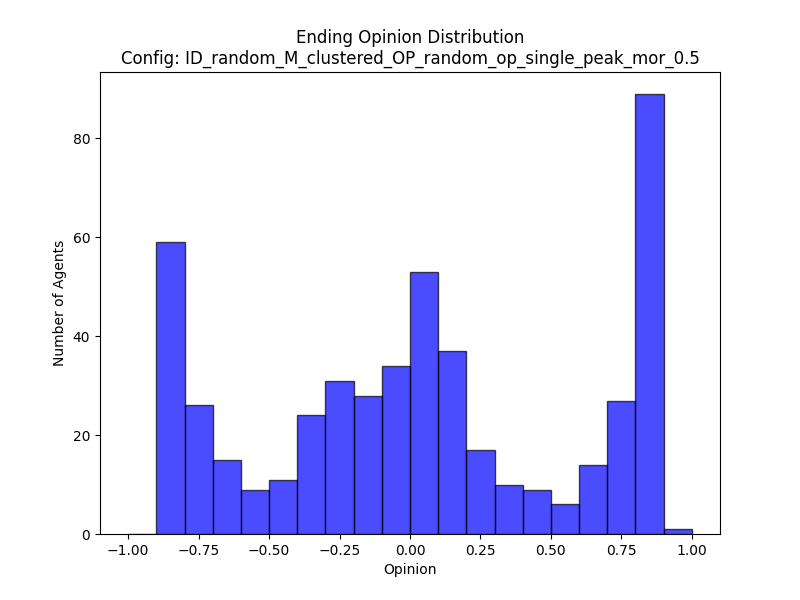 Ending Opinion Distribution
Config: ID_random_M_clustered_OP_random_op_single_peak_mor_0.5
Number of Agents
80
60
40
20
0
−1.00 −0.75 −0.50 −0.25 0.00 0.25 0.50 0.75 1.00
Opinion